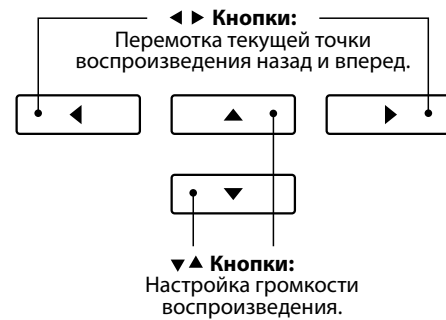 ◀ ▶ Кнопки:
Перемотка текущей точки
воспроизведения назад и вперед.
▼▲ Кнопки:
Настройка громкости
воспроизведения.